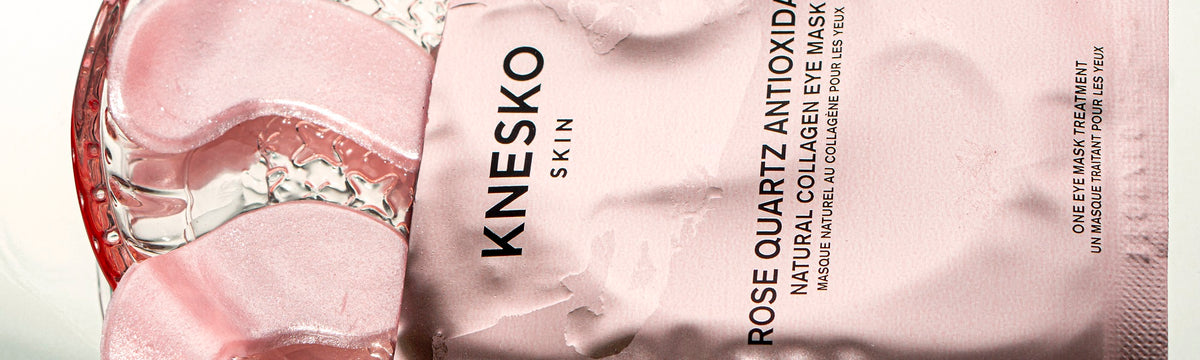 KNESKO
SKIN
ROSE QUARTZ
NATURAL COLLAGEN EYE MASK
MASQUE NATUREL AU COLLAGÈNE POUR LES YEUX
ONE EYE MASK TREATMENT
UN MASQUE TRAITANT POUR LES YEUX